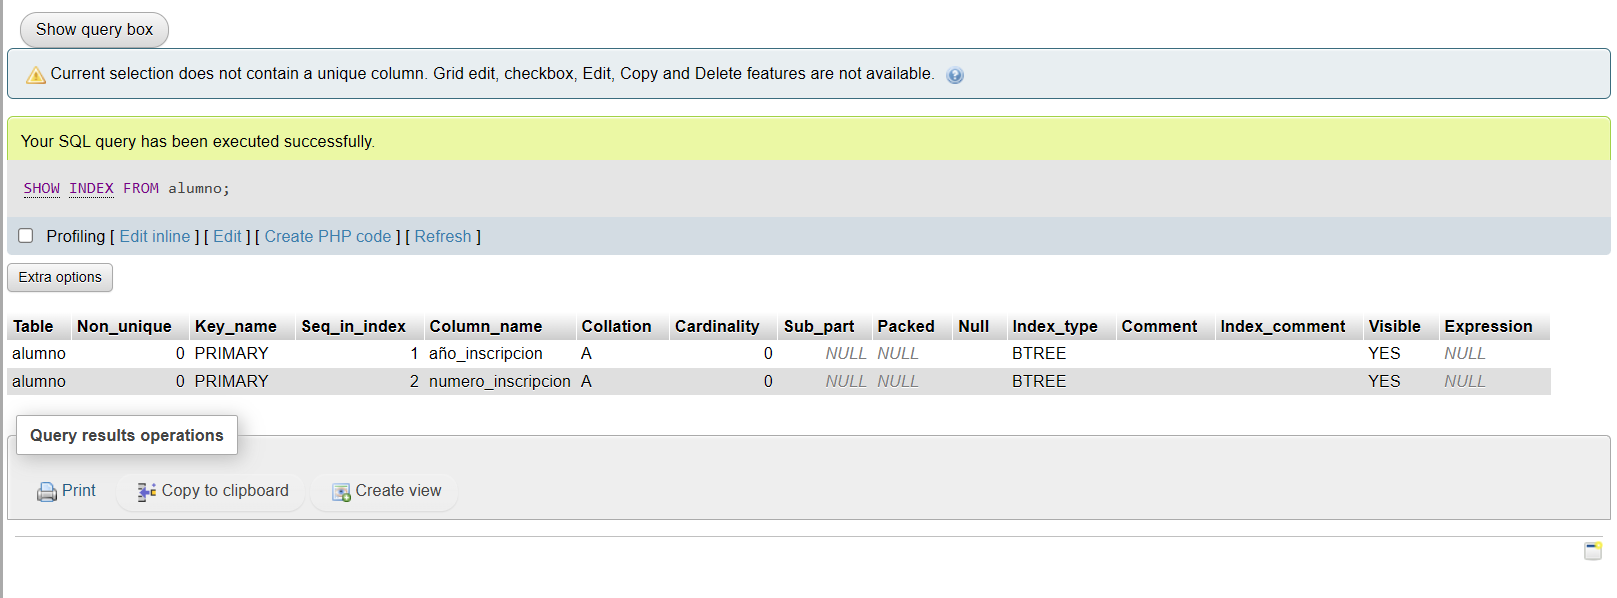 Show query box
Current selection does not contain a unique column. Grid edit, checkbox, Edit, Copy and Delete features are not available.
Your SQL query has been executed successfully.
SHOW INDEX FROM alumno;
Profiling [ Edit inline ] [ Edit ] [ Create PHP code ] [ Refresh ]
Extra options
Table Non_unique Key_name Seq_in_index Column_name Collation Cardinality Sub_part Packed Null Index_type Comment Index_comment Visible Expression
alumno 0 PRIMARY 1 año_inscripcion A 0 NULL NULL BTREE YES NULL
alumno 0 PRIMARY 2 numero_inscripcion A 0 NULL NULL BTREE YES NULL
Query results operations
Print Copy to clipboard Create view